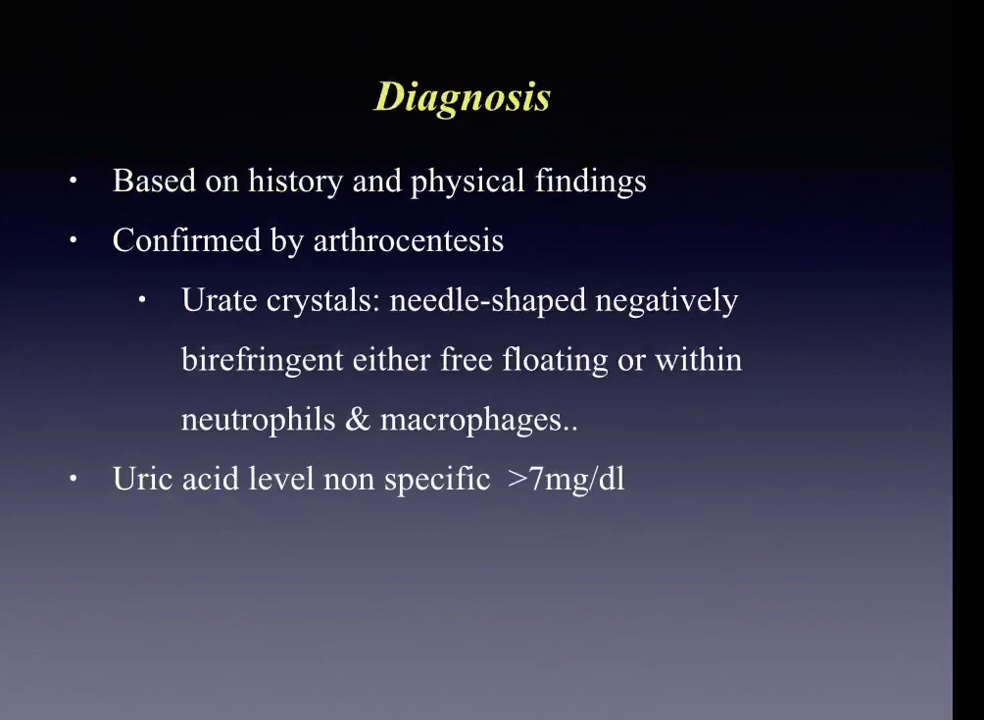 Diagnosis
• Based on history and physical findings
• Confirmed by arthrocentesis
• Urate crystals: needle-shaped negatively
birefringent either free floating or within
neutrophils & macrophages..
• Uric acid level non specific >7mg/dl